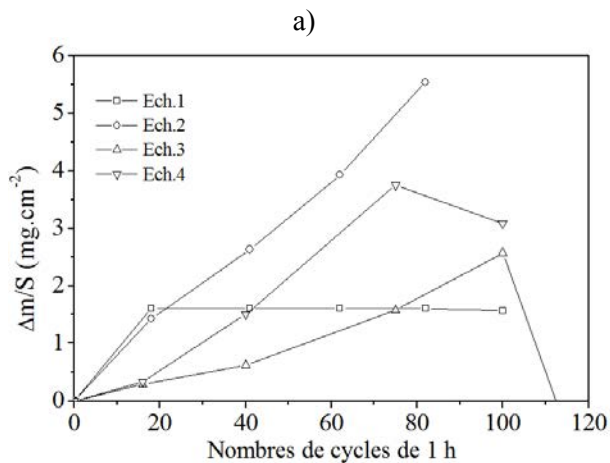 a)
6
5
4
3
2
1
0
Δm/S (mg.cm⁻²)
Ech.1
Ech.2
Ech.3
Ech.4
0 20 40 60 80 100 120
Nombres de cycles de 1 h